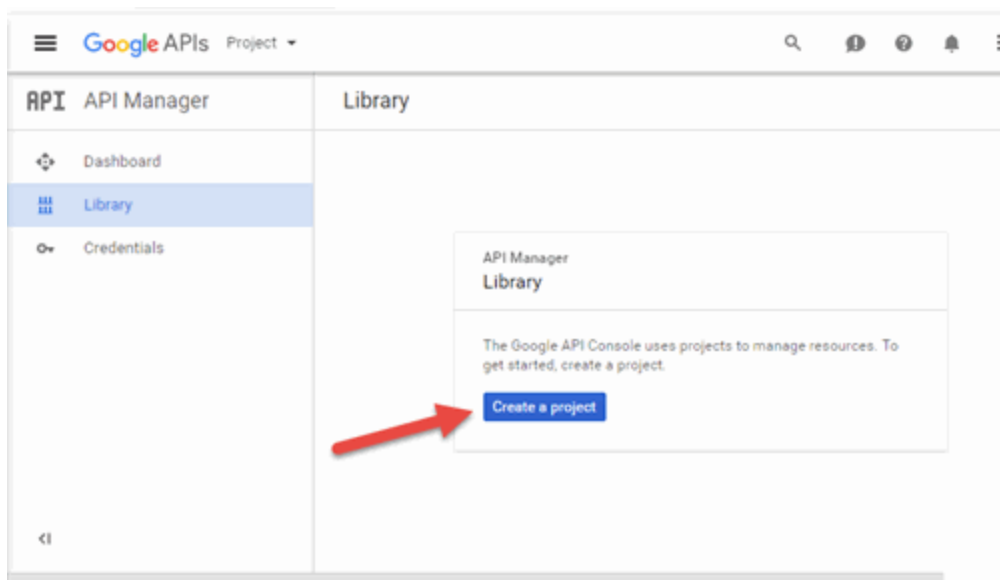 Google APIs Project
API API Manager
Library
Dashboard
Library
Credentials
API Manager
Library
The Google API Console uses projects to manage resources. To
get started, create a project.
Create a project